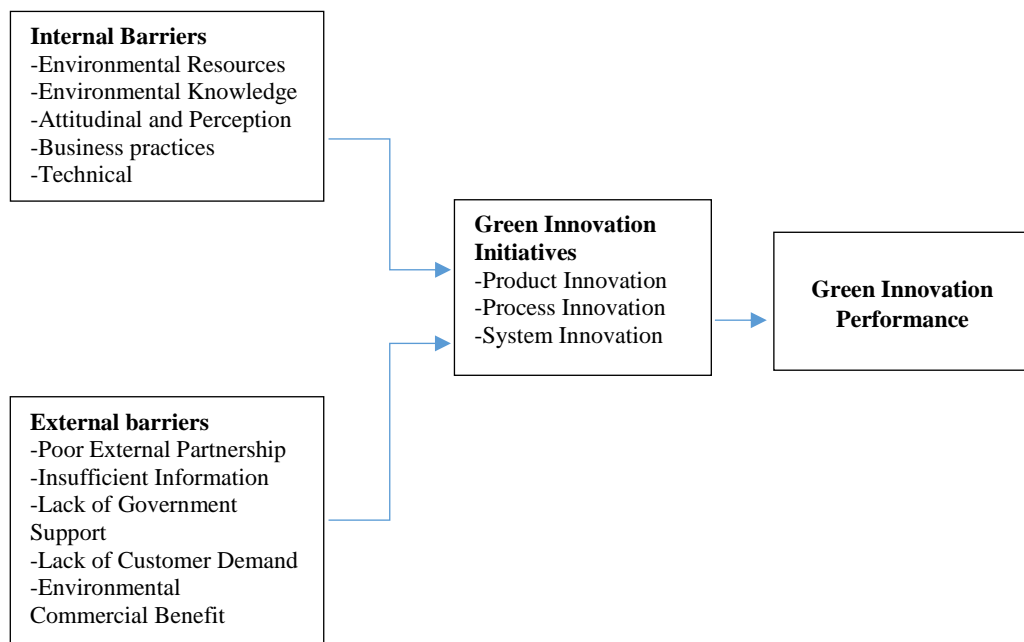 Internal Barriers
-Environmental Resources
-Environmental Knowledge
-Attitudinal and Perception
-Business practices
-Technical
Green Innovation
Initiatives
-Product Innovation
-Process Innovation
-System Innovation
Green Innovation
Performance
External barriers
-Poor External Partnership
-Insufficient Information
-Lack of Government
Support
-Lack of Customer Demand
-Environmental
Commercial Benefit